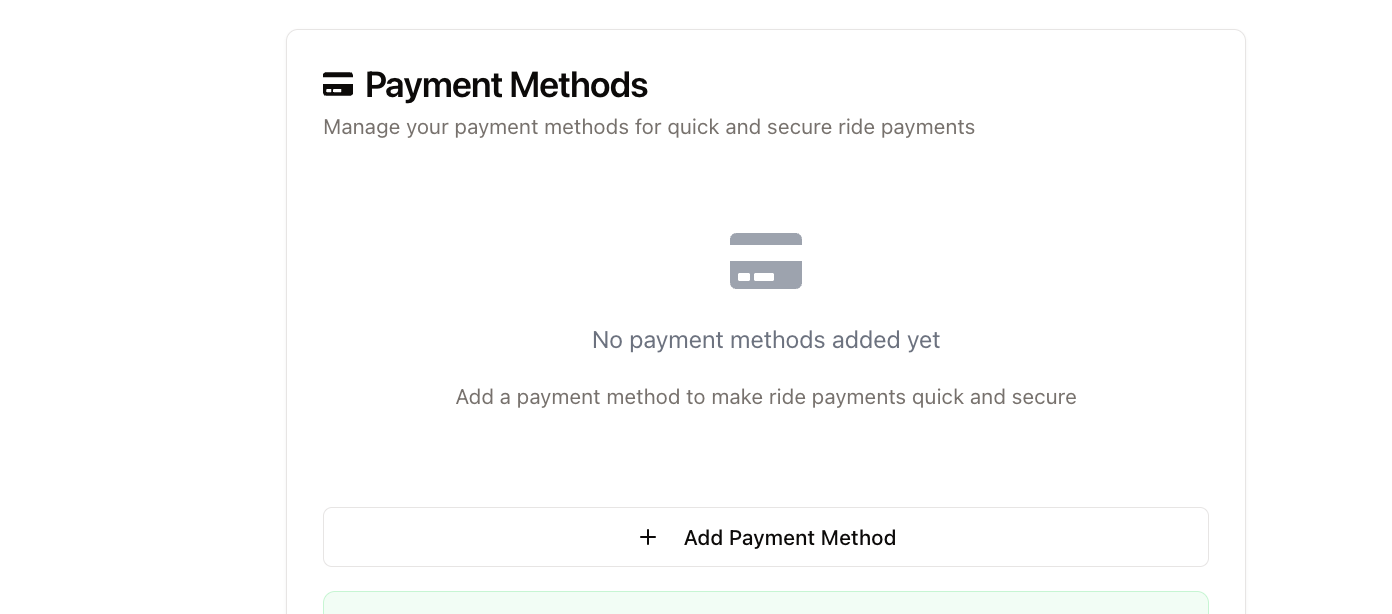 Payment Methods
Manage your payment methods for quick and secure ride payments
No payment methods added yet
Add a payment method to make ride payments quick and secure
Add Payment Method